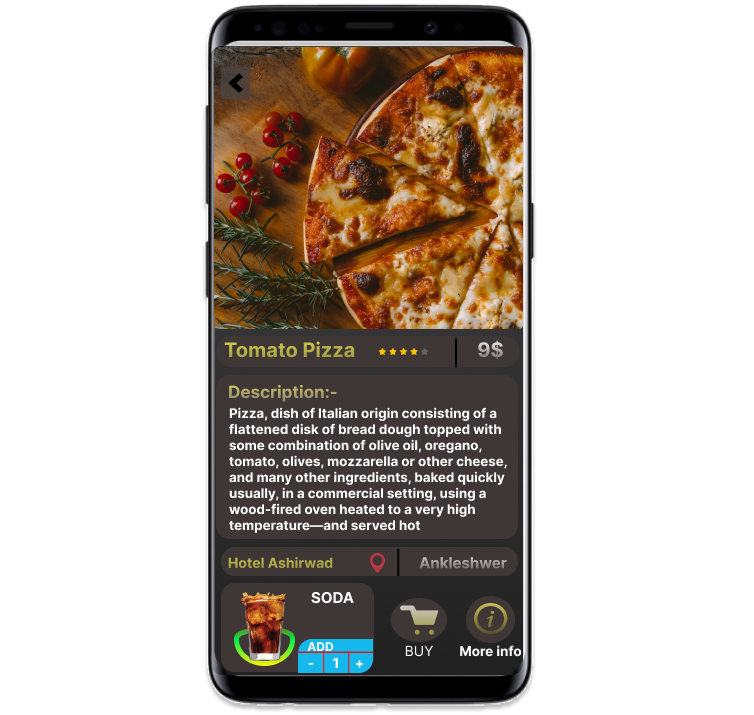 Tomato Pizza
9$
Description:-
Pizza, dish of Italian origin consisting of a
flattened disk of bread dough topped with
some combination of olive oil, oregano,
tomato, olives, mozzarella or other cheese,
and many other ingredients, baked quickly
usually, in a commercial setting, using a
wood-fired oven heated to a very high
temperature—and served hot
Hotel Ashirwad
Ankleshwer
SODA
ADD
- 1 +
BUY
i
More info